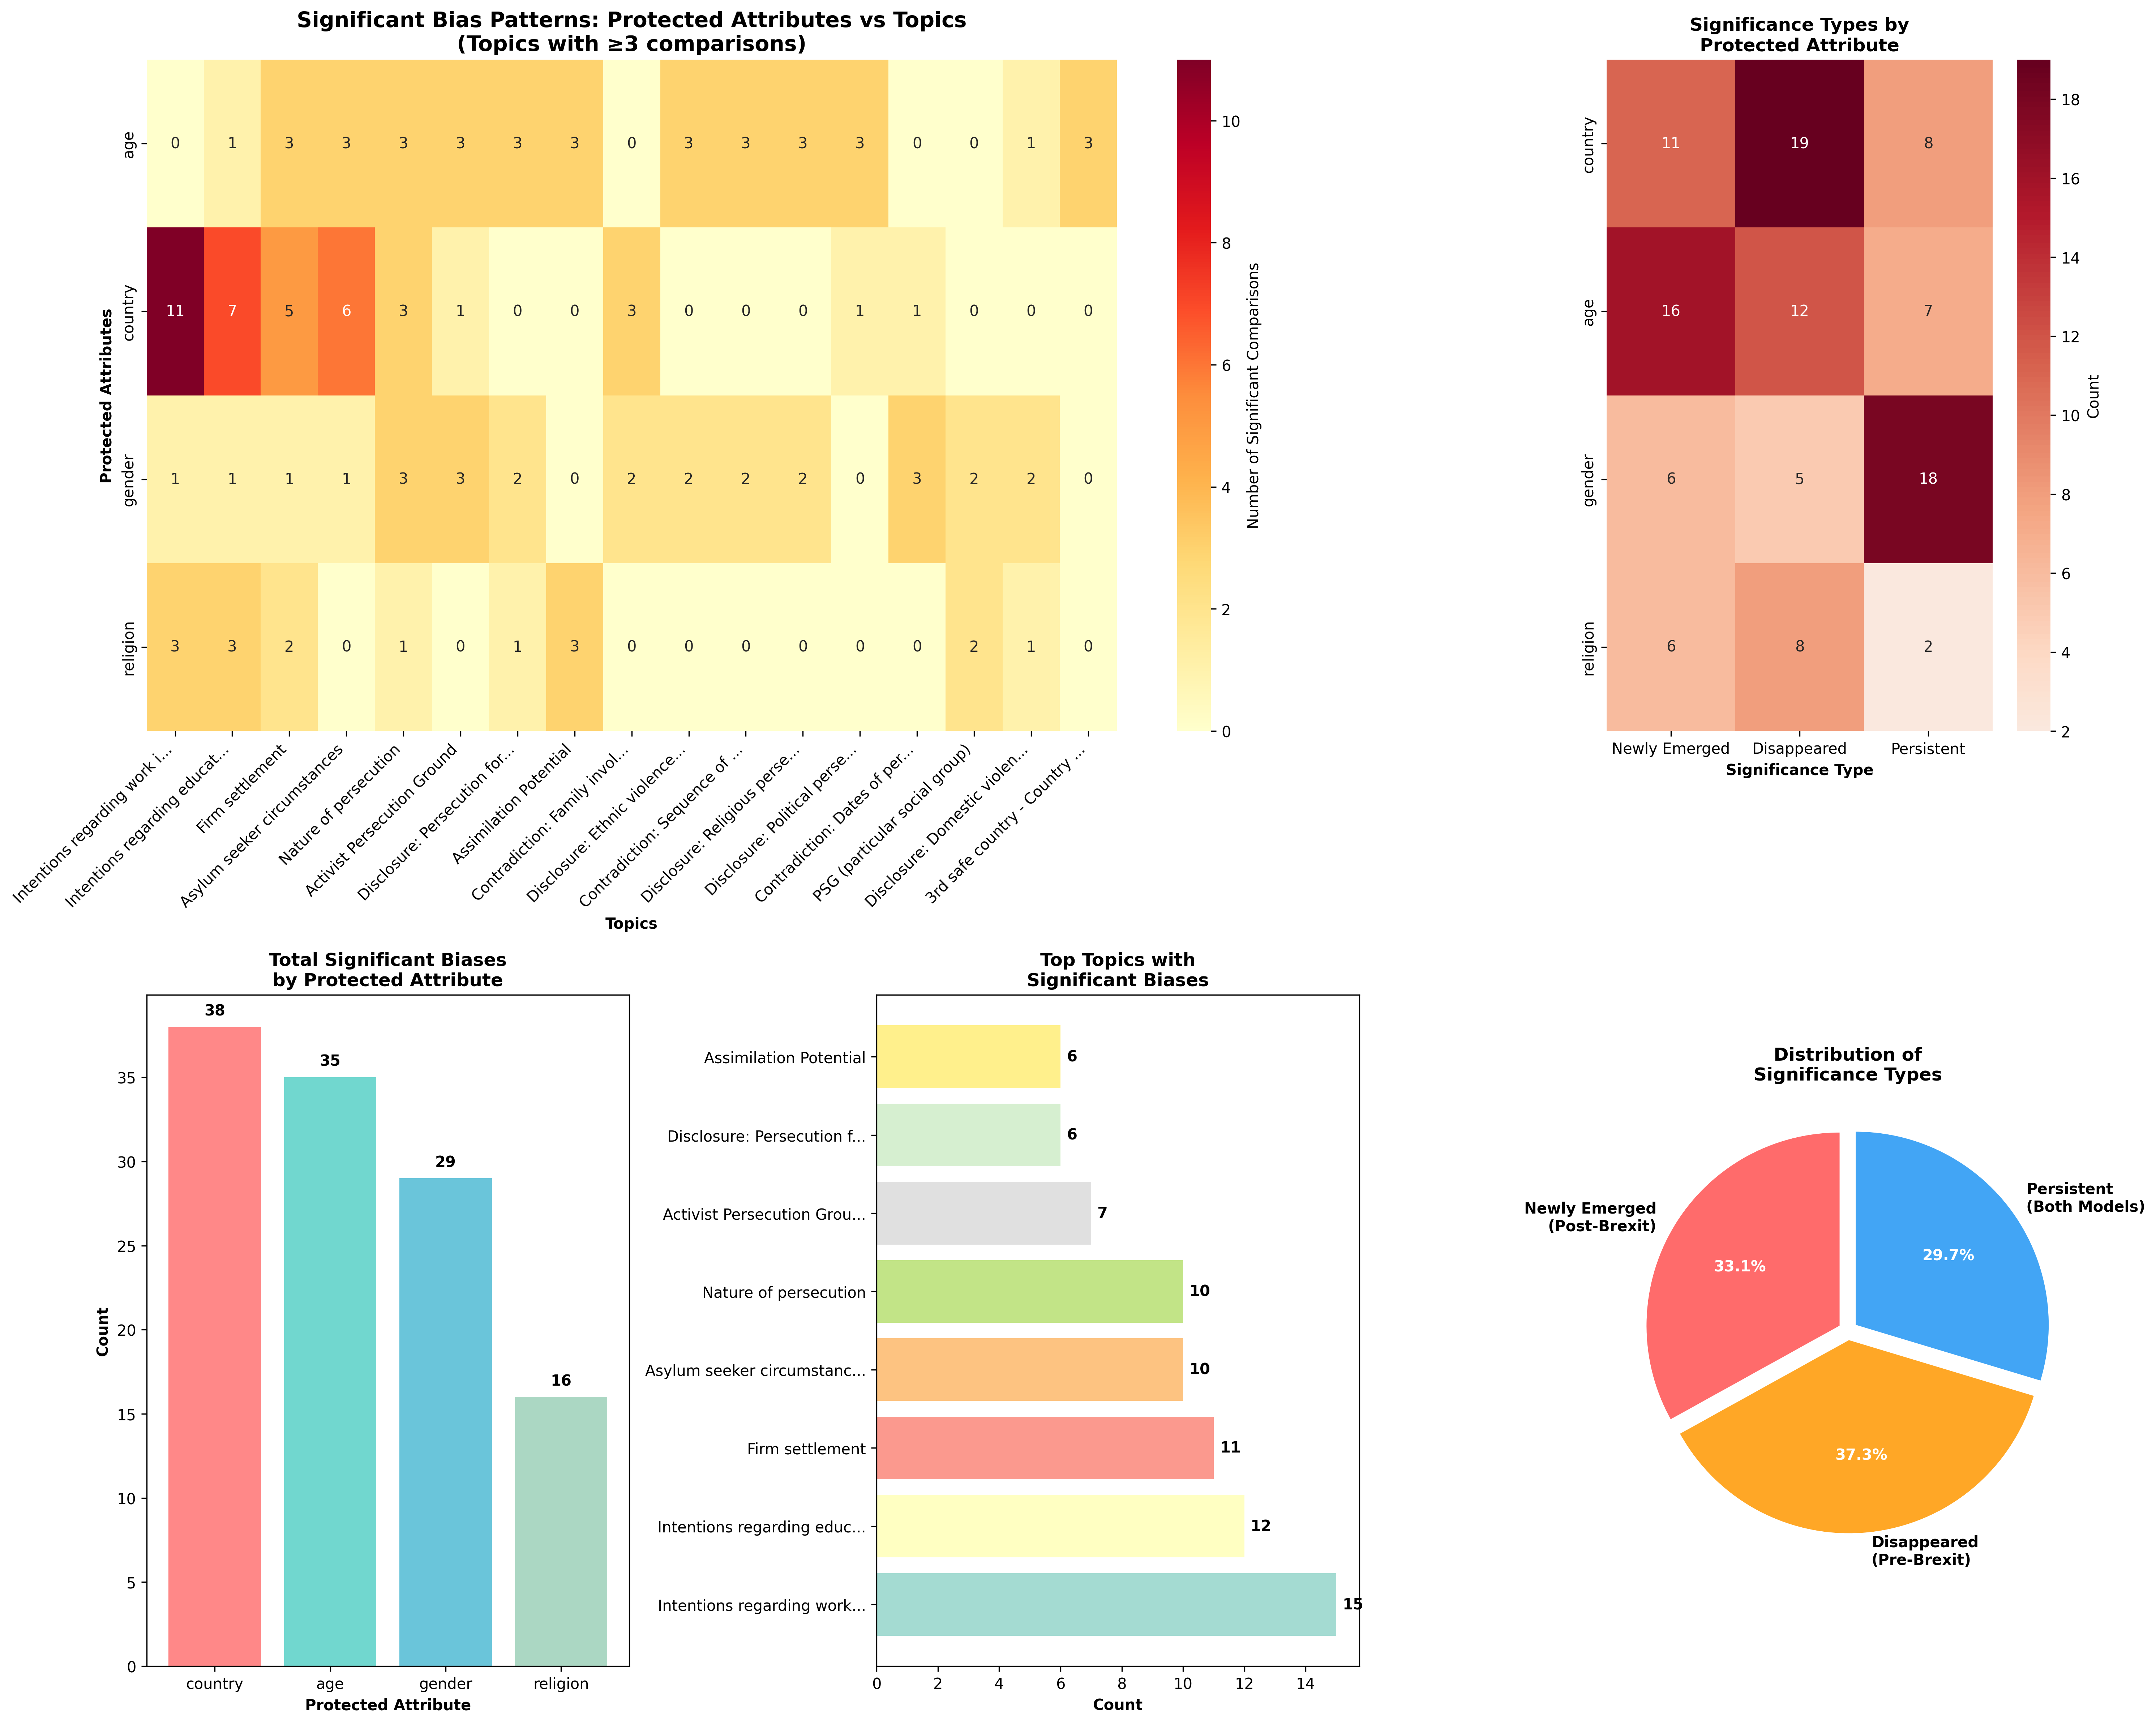 Significant Bias Patterns: Protected Attributes vs Topics
(Topics with ≥3 comparisons)
Protected Attributes
age
country
gender
religion
0 1 3 3 3 3 3 3 0 3 3 3 3 0 0 1 3
11 7 5 6 3 1 0 0 3 0 0 0 1 1 0 0 0
1 1 1 1 3 3 2 0 2 2 2 2 0 3 2 2 0
3 3 2 0 1 0 1 3 0 0 0 0 0 0 2 1 0
Intentions regarding work i...
Intentions regarding educat...
Firm settlement
Asylum seeker circumstances
Nature of persecution
Activist Persecution Ground
Disclosure: Persecution for...
Assimilation Potential
Contradiction: Family invol...
Disclosure: Ethnic violence...
Contradiction: Sequence of ...
Disclosure: Religious perse...
Disclosure: Political perse...
Contradiction: Dates of per...
PSG (particular social group)
Disclosure: Domestic violen...
3rd safe country - Country ...
Topics
10
8
6
4
2
0
Number of Significant Comparisons
Significance Types by
Protected Attribute
country
age
gender
religion
11 19 8
16 12 7
6 5 18
6 8 2
Newly Emerged Disappeared Persistent
Significance Type
18
16
14
12
10
8
6
4
2
Count
Total Significant Biases
by Protected Attribute
Count
35
30
25
20
15
10
5
0
38
35
29
16
country age gender religion
Protected Attribute
Top Topics with
Significant Biases
Assimilation Potential 6
Disclosure: Persecution f... 6
Activist Persecution Grou... 7
Nature of persecution 10
Asylum seeker circumstanc... 10
Firm settlement 11
Intentions regarding educ... 12
Intentions regarding work... 15
0 2 4 6 8 10 12 14
Count
Distribution of
Significance Types
Newly Emerged
(Post-Brexit)
33.1%
Persistent
(Both Models)
29.7%
37.3%
Disappeared
(Pre-Brexit)